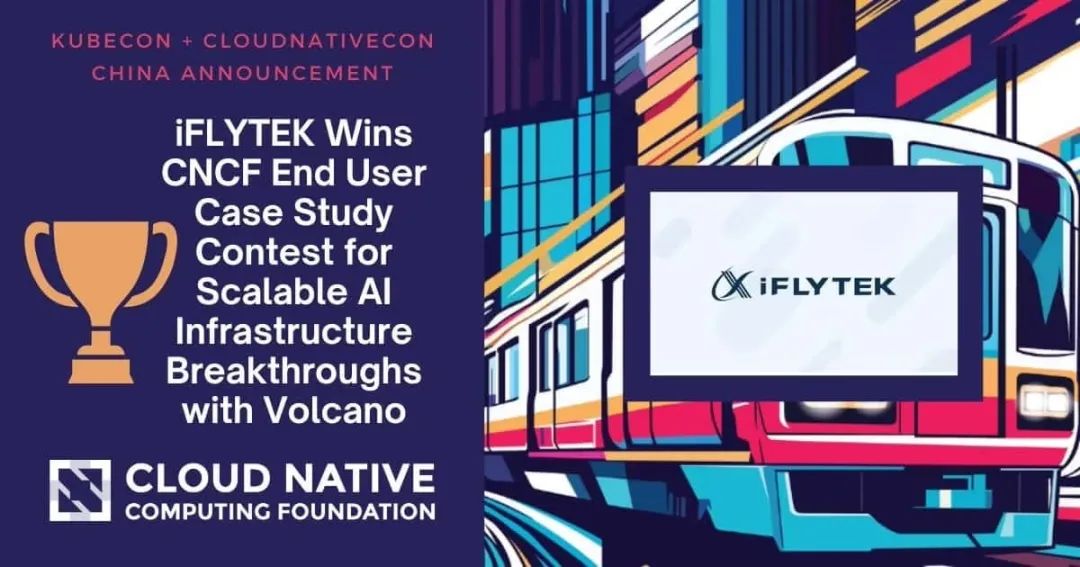 KUBECON + CLOUDNATIVECON
CHINA ANNOUNCEMENT
iFLYTEK Wins
CNCF End User
Case Study
Contest for
Scalable AI
Infrastructure
Breakthroughs
with Volcano
CLOUD NATIVE
COMPUTING FOUNDATION
iFLYTEK